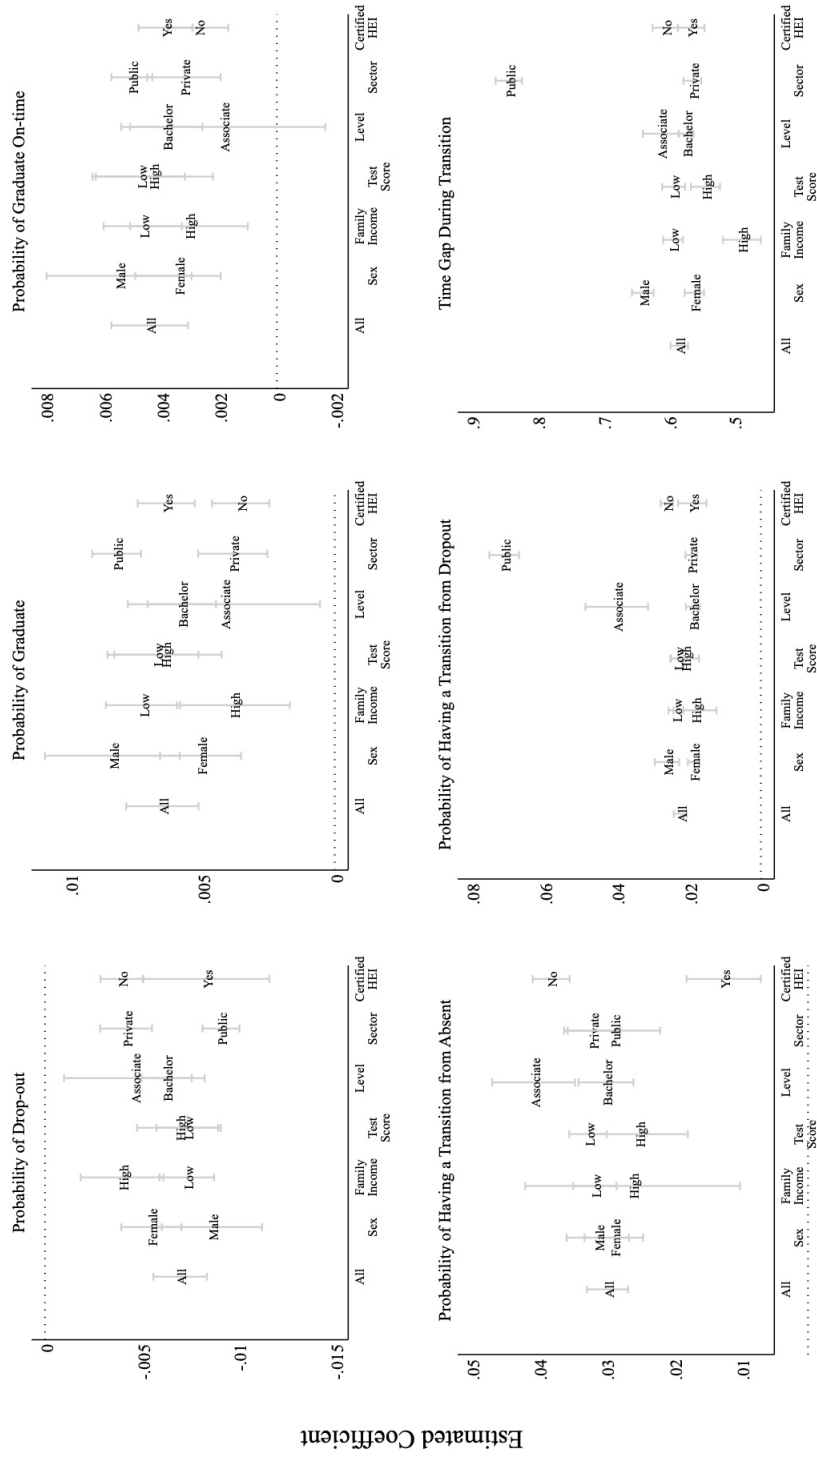 Estimated Coefficient
Probability of Drop-out
0
-.005
-.01
-.015
All
Female
Male
High
Low
High
Low
Associate
Bachelor
Private
Public
No
Yes
All
Sex
Family
Income
Test
Score
Level
Sector
Certified
HEI
Probability of Graduate
.01
.005
0
All
Male
Female
Low
High
Low
High
Bachelor
Associate
Public
Private
Yes
No
All
Sex
Family
Income
Test
Score
Level
Sector
Certified
HEI
Probability of Graduate On-time
.008
.006
.004
.002
0
-.002
All
Male
Female
Low
High
Low
High
Bachelor
Associate
Public
Private
Yes
No
All
Sex
Family
Income
Test
Score
Level
Sector
Certified
HEI
Probability of Having a Transition from Absent
.05
.04
.03
.02
.01
All
Male
Female
Low
High
Low
High
Associate
Bachelor
Private
Public
No
Yes
All
Sex
Family
Income
Test
Score
Level
Sector
Certified
HEI
Probability of Having a Transition from Dropout
.08
.06
.04
.02
0
All
Male
Female
Low
High
Low
High
Associate
Bachelor
Public
Private
No
Yes
All
Sex
Family
Income
Test
Score
Level
Sector
Certified
HEI
Time Gap During Transition
.9
.8
.7
.6
.5
All
Male
Female
Low
High
Low
High
Associate
Bachelor
Public
Private
No
Yes
All
Sex
Family
Income
Test
Score
Level
Sector
Certified
HEI